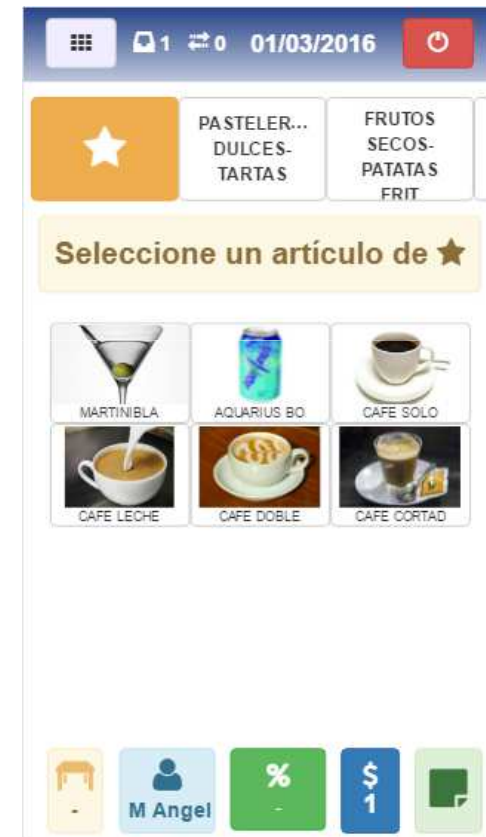 1 0 01/03/2016
PASTELER...
DULCES-
TARTAS
FRUTOS
SECOS-
PATATAS
FRIT
Seleccione un artículo de
MARTINIBLA
AQUARIUS BO
CAFE SOLO
CAFE LECHE
CAFE DOBLE
CAFE CORTAD
-
M Angel
%
-
$
1